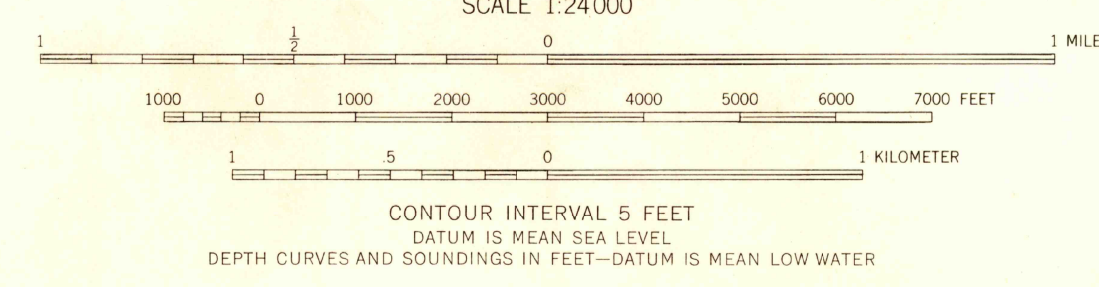 SCALE 1:24000
1 1/2 0 1 MILE
1000 0 1000 2000 3000 4000 5000 6000 7000 FEET
1 .5 0 1 KILOMETER
CONTOUR INTERVAL 5 FEET
DATUM IS MEAN SEA LEVEL
DEPTH CURVES AND SOUNDINGS IN FEET—DATUM IS MEAN LOW WATER